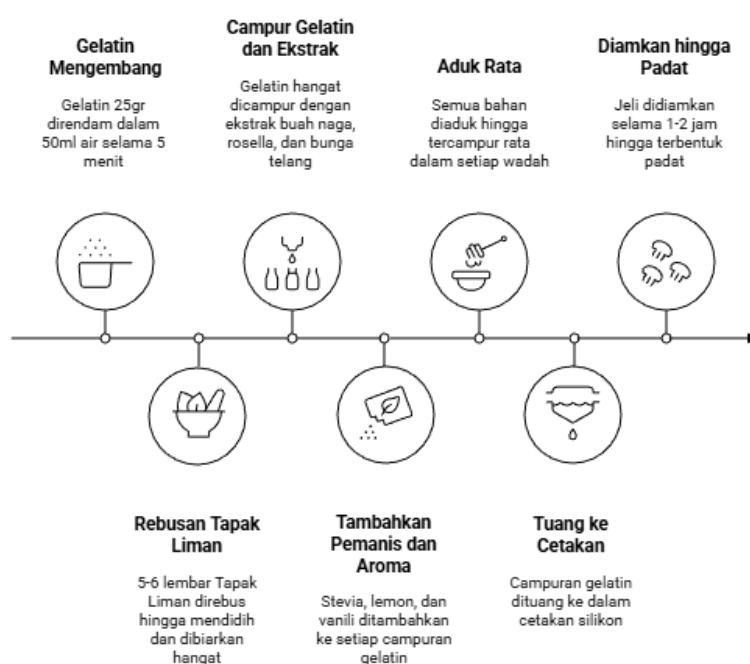 Gelatin
Mengembang
Gelatin 25gr
direndam dalam
50ml air selama 5
menit
Rebusan Tapak
Liman
5-6 lembar Tapak
Liman direbus
hingga mendidih
dan dibiarkan
hangat
Campur Gelatin
dan Ekstrak
Gelatin hangat
dicampur dengan
ekstrak buah naga,
rosella, dan bunga
telang
Tambahkan
Pemanis dan
Aroma
Stevia, lemon, dan
vanili ditambahkan
ke setiap campuran
gelatin
Aduk Rata
Semua bahan
diaduk hingga
tercampur rata
dalam setiap wadah
Tuang ke
Cetakan
Campuran gelatin
dituang ke dalam
cetakan silikon
Diamkan hingga
Padat
Jeli didiamkan
selama 1-2 jam
hingga terbentuk
padat